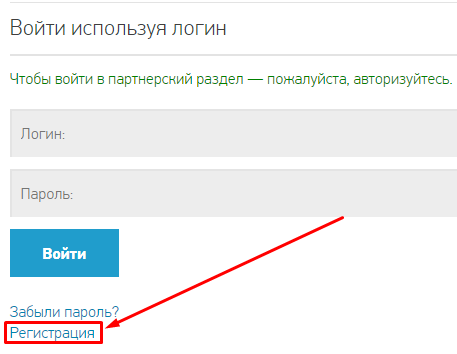 Войти используя логин
Чтобы войти в партнерский раздел — пожалуйста, авторизуйтесь.
Логин:
Пароль:
Войти
Забыли пароль?
Регистрация